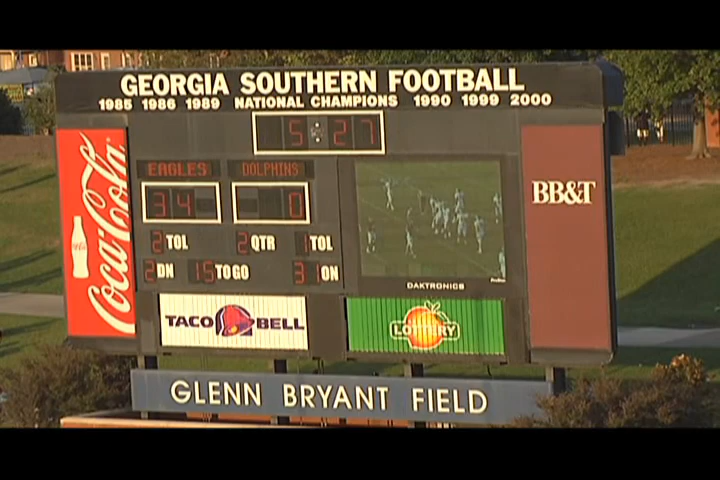 GEORGIA SOUTHERN FOOTBALL
1985 1986 1989 NATIONAL CHAMPIONS 1990 1999 2000
5:27
EAGLES DOLPHINS
34 0
2 TOL 2 QTR 1 TOL
2 DN 15 TO GO 31 ON
Coca-Cola
BB&T
DAKTRONICS
TACO BELL
LOTTERY
GLENN BRYANT FIELD